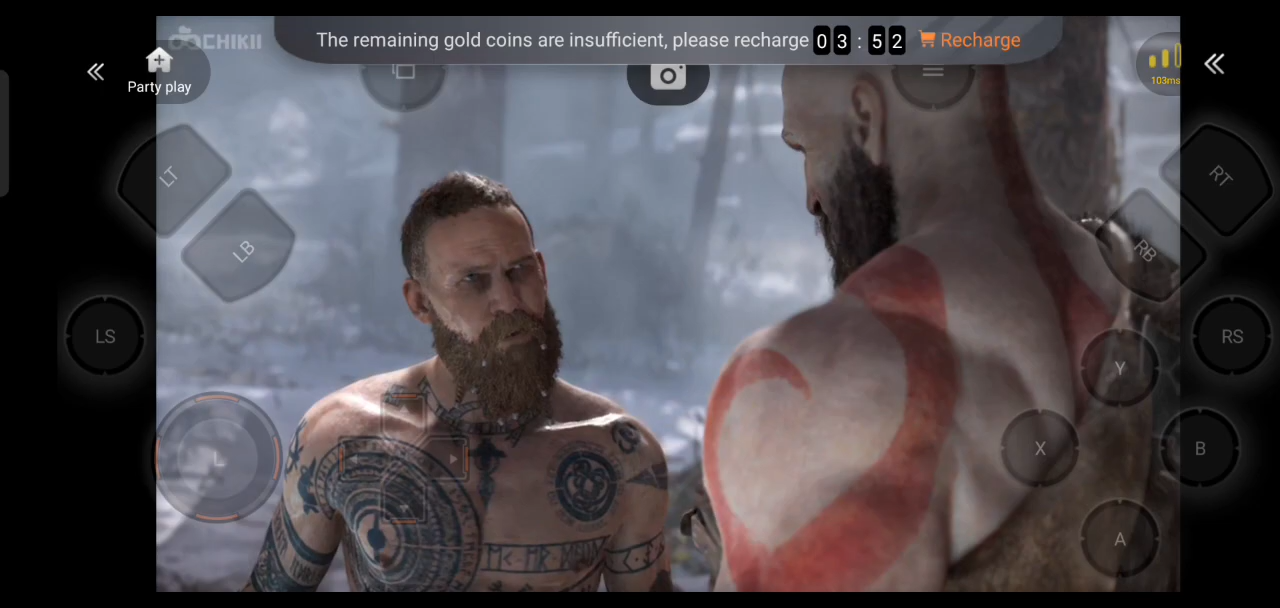 CHIKII
The remaining gold coins are insufficient, please recharge 03:52 Recharge
Party play
103ms
LT
RT
LB
RB
LS
RS
Y
L
X
B
A